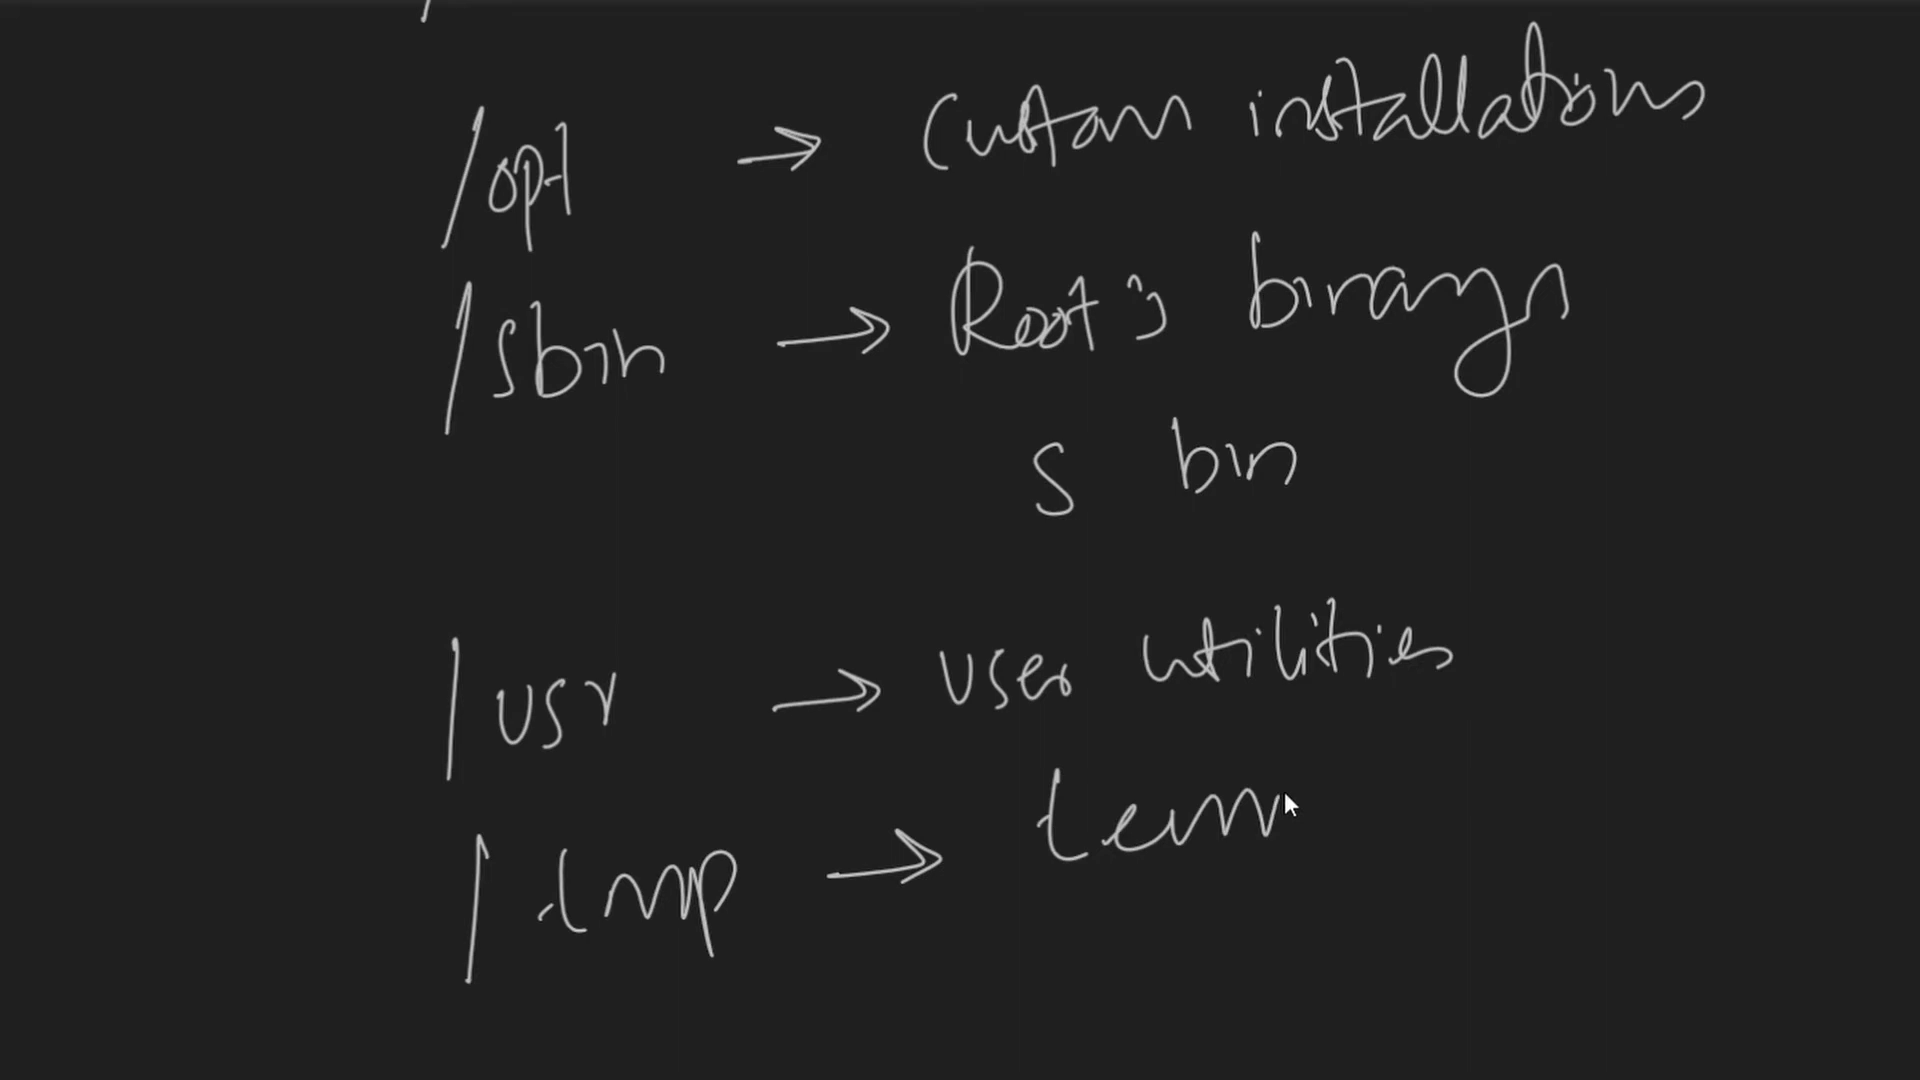 /opt → Custom installations
/sbin → Root's binarys
s bin
/usr → user utilities
/tmp → tem